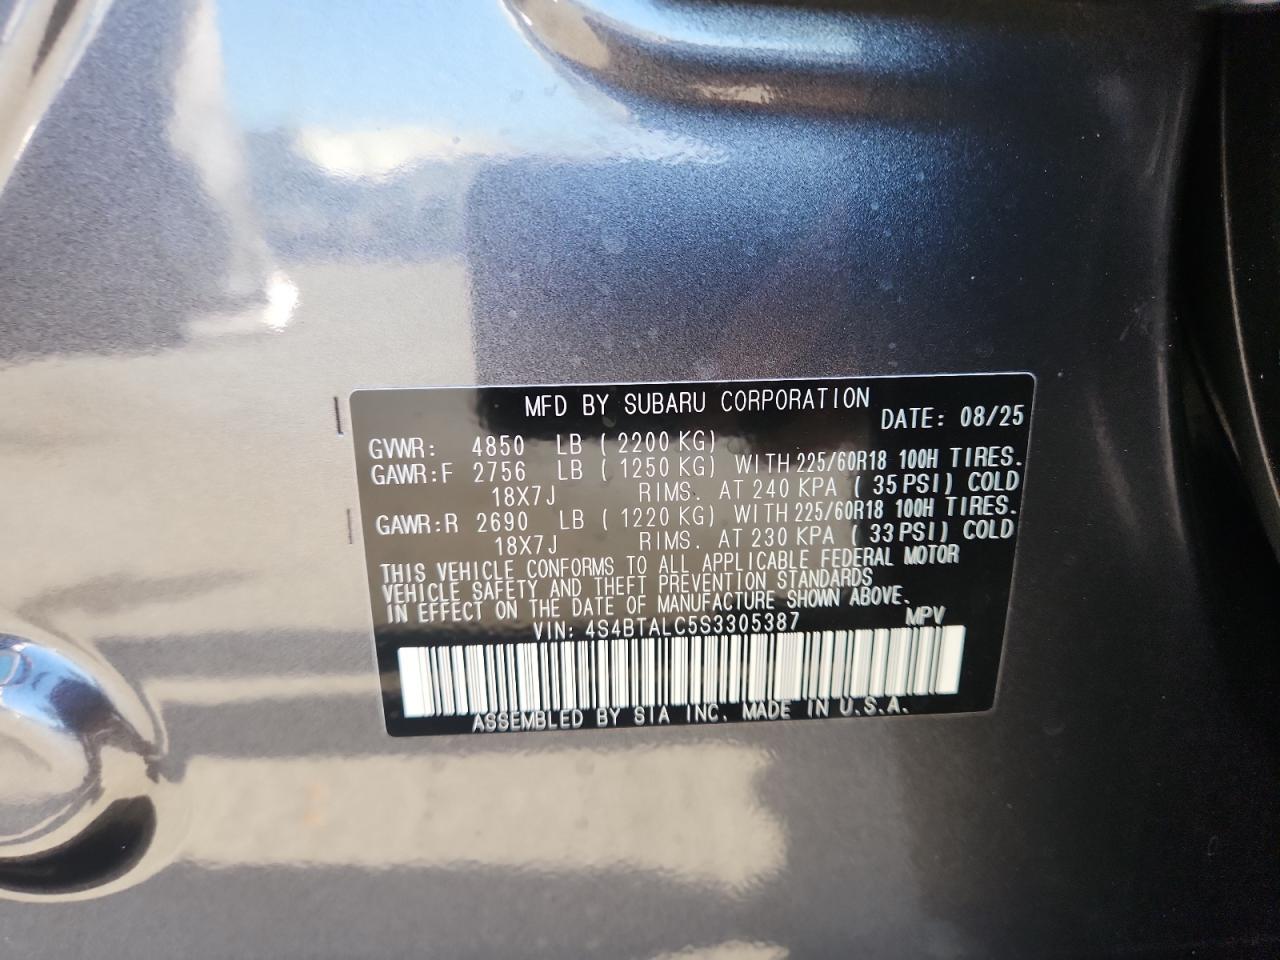 MFD BY SUBARU CORPORATION
DATE: 08/25
GVWR: 4850 LB ( 2200 KG)
GAWR:F 2756 LB ( 1250 KG) WITH 225/60R18 100H TIRES.
18X7J RIMS. AT 240 KPA ( 35 PSI) COLD
GAWR:R 2690 LB ( 1220 KG) WITH 225/60R18 100H TIRES.
18X7J RIMS. AT 230 KPA ( 33 PSI) COLD
THIS VEHICLE CONFORMS TO ALL APPLICABLE FEDERAL MOTOR
VEHICLE SAFETY AND THEFT PREVENTION STANDARDS
IN EFFECT ON THE DATE OF MANUFACTURE SHOWN ABOVE.
VIN: 4S4BTALC5S3305387 MPV
ASSEMBLED BY SIA INC. MADE IN U.S.A.